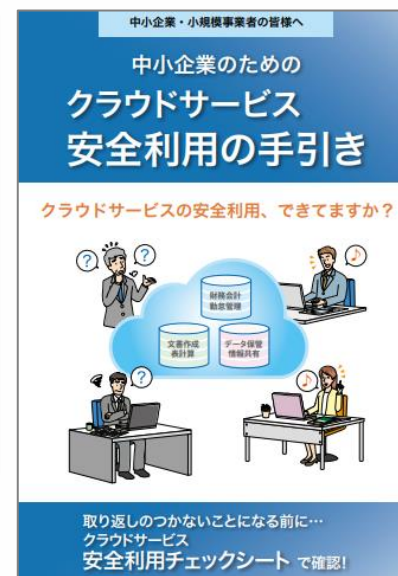 中小企業・小規模事業者の皆様へ
中小企業のための
クラウドサービス
安全利用の手引き
クラウドサービスの安全利用、できてますか？
?
?
♪
財務会計
勤怠管理
文書作成
表計算
データ保管
情報共有
?
♪
取り返しのつかないことになる前に…
クラウドサービス
安全利用チェックシート で確認!